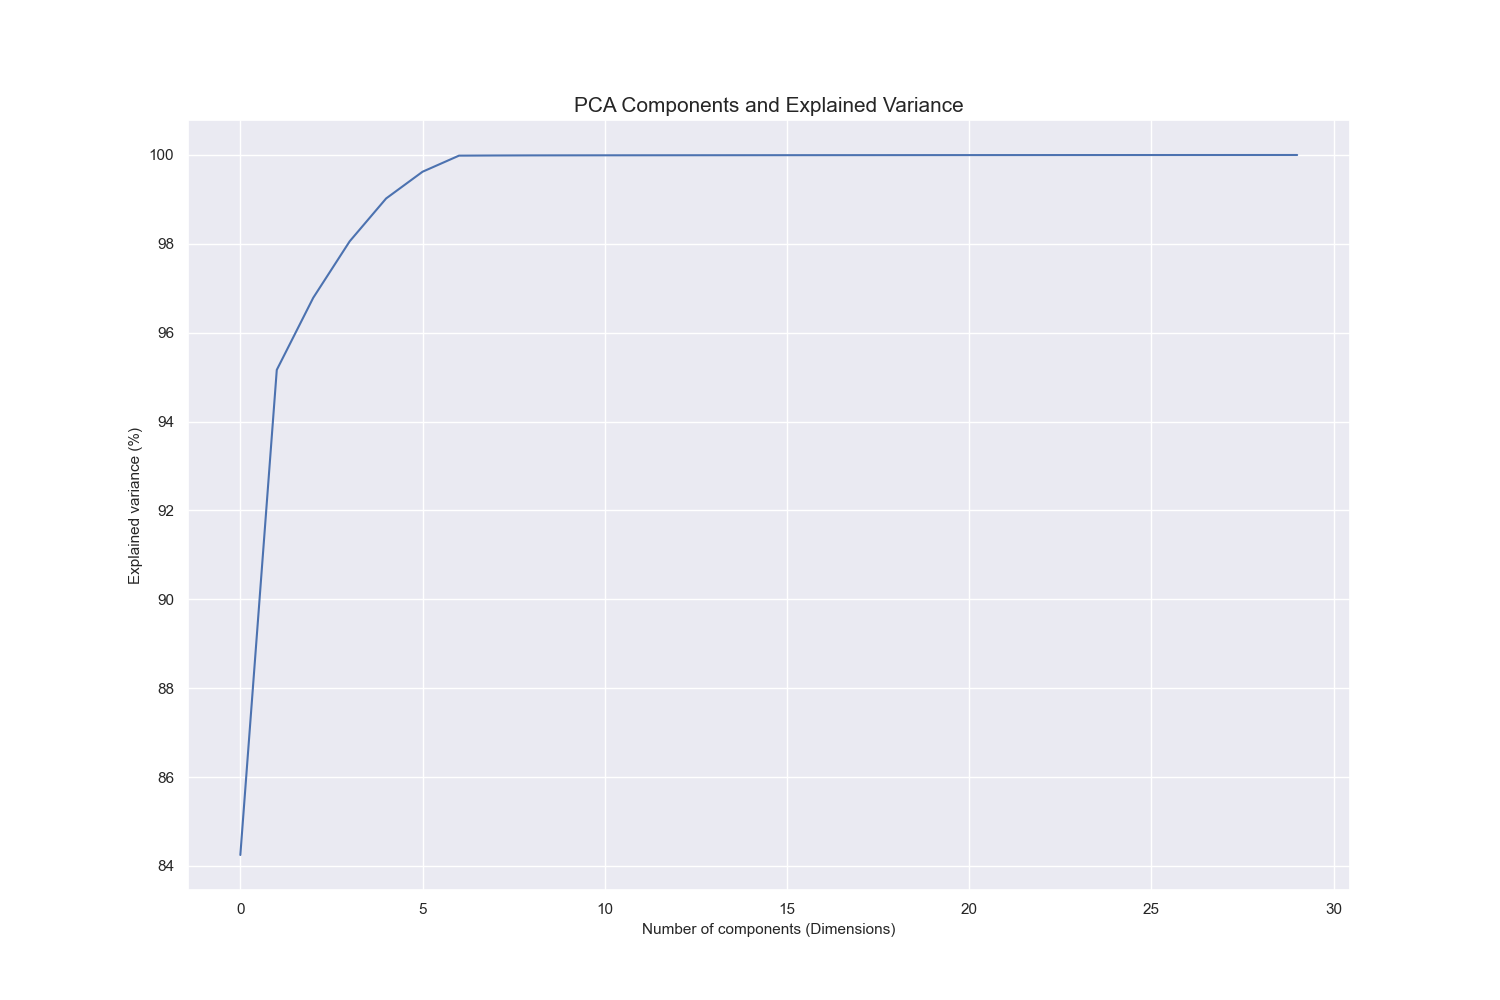 PCA Components and Explained Variance
100
98
96
94
92
90
88
86
84
Explained variance (%)
0 5 10 15 20 25 30
Number of components (Dimensions)